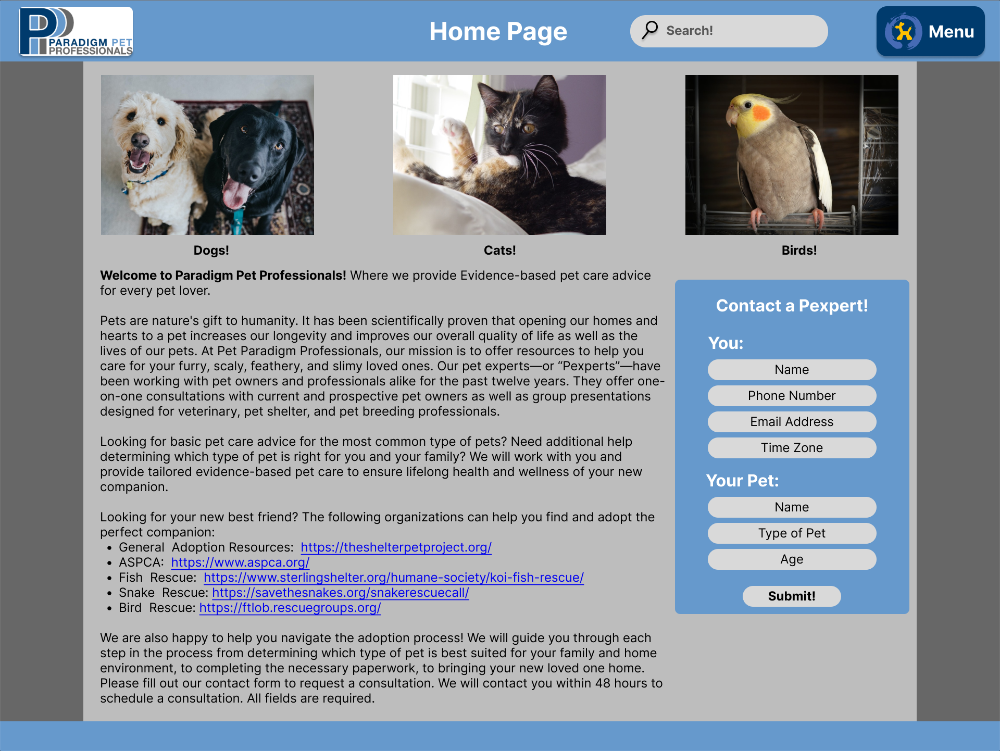 PARADIGM PET
PROFESSIONALS
Home Page
Search!
Menu
Dogs!
Cats!
Birds!
Welcome to Paradigm Pet Professionals! Where we provide Evidence-based pet care advice
for every pet lover.
Pets are nature's gift to humanity. It has been scientifically proven that opening our homes and
hearts to a pet increases our longevity and improves our overall quality of life as well as the
lives of our pets. At Pet Paradigm Professionals, our mission is to offer resources to help you
care for your furry, scaly, feathery, and slimy loved ones. Our pet experts—or “Pexperts”—have
been working with pet owners and professionals alike for the past twelve years. They offer one-
on-one consultations with current and prospective pet owners as well as group presentations
designed for veterinary, pet shelter, and pet breeding professionals.
Looking for basic pet care advice for the most common type of pets? Need additional help
determining which type of pet is right for you and your family? We will work with you and
provide tailored evidence-based pet care to ensure lifelong health and wellness of your new
companion.
Looking for your new best friend? The following organizations can help you find and adopt the
perfect companion:
• General Adoption Resources: https://theshelterpetproject.org/
• ASPCA: https://www.aspca.org/
• Fish Rescue: https://www.sterlingshelter.org/humane-society/koi-fish-rescue/
• Snake Rescue: https://savethesnakes.org/snakerescuecall/
• Bird Rescue: https://ftlob.rescuegroups.org/
We are also happy to help you navigate the adoption process! We will guide you through each
step in the process from determining which type of pet is best suited for your family and home
environment, to completing the necessary paperwork, to bringing your new loved one home.
Please fill out our contact form to request a consultation. We will contact you within 48 hours to
schedule a consultation. All fields are required.
Contact a Pexpert!
You:
Name
Phone Number
Email Address
Time Zone
Your Pet:
Name
Type of Pet
Age
Submit!